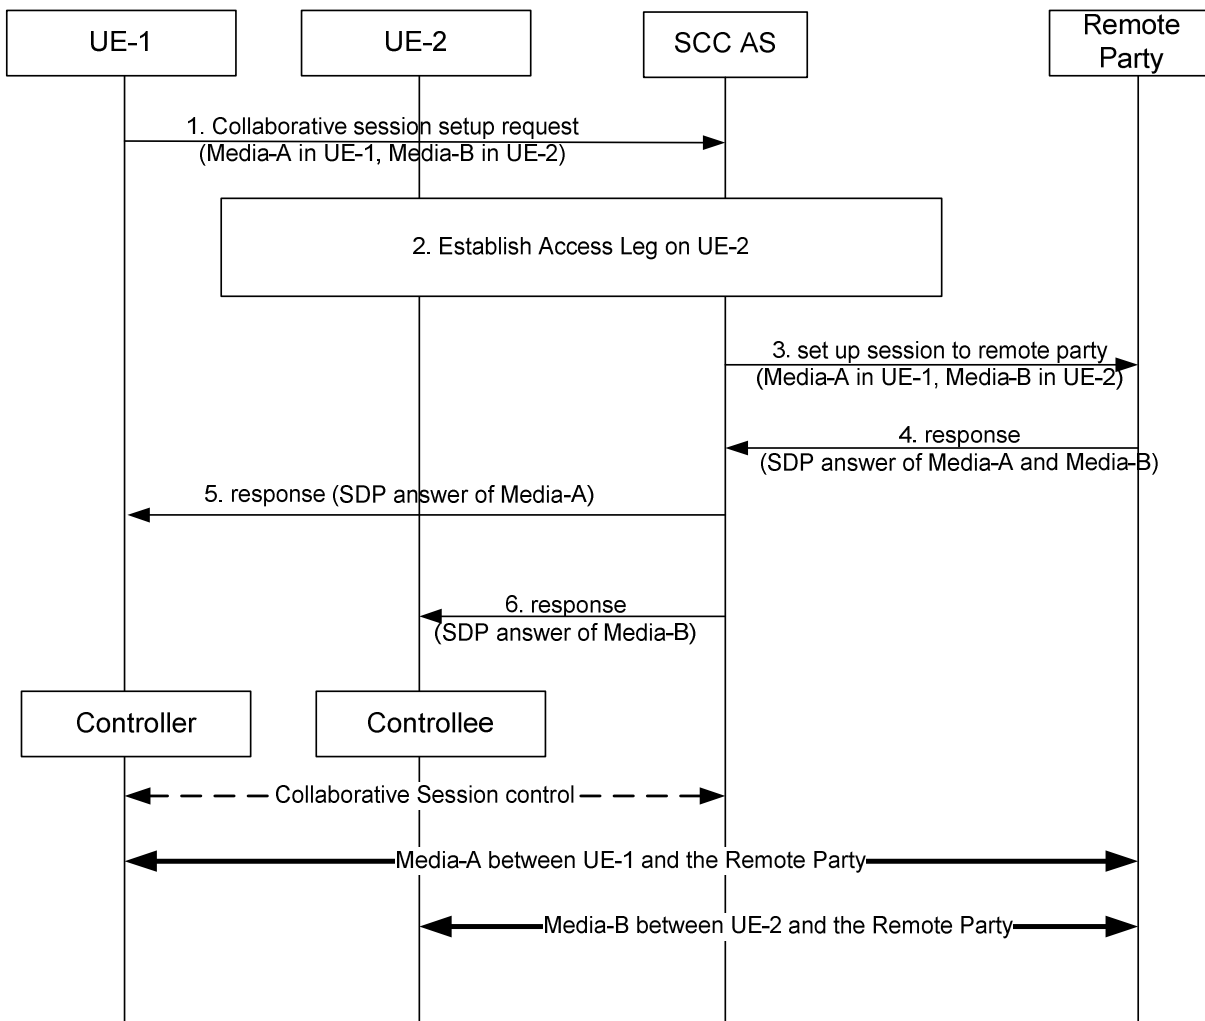 UE-1
UE-2
SCC AS
Remote
Party
1. Collaborative session setup request
(Media-A in UE-1, Media-B in UE-2)
2. Establish Access Leg on UE-2
3. set up session to remote party
(Media-A in UE-1, Media-B in UE-2)
4. response
(SDP answer of Media-A and Media-B)
5. response (SDP answer of Media-A)
6. response
(SDP answer of Media-B)
Controller
Controllee
Collaborative Session control
Media-A between UE-1 and the Remote Party
Media-B between UE-2 and the Remote Party